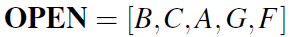 OPEN = [B,C,A,G,F]